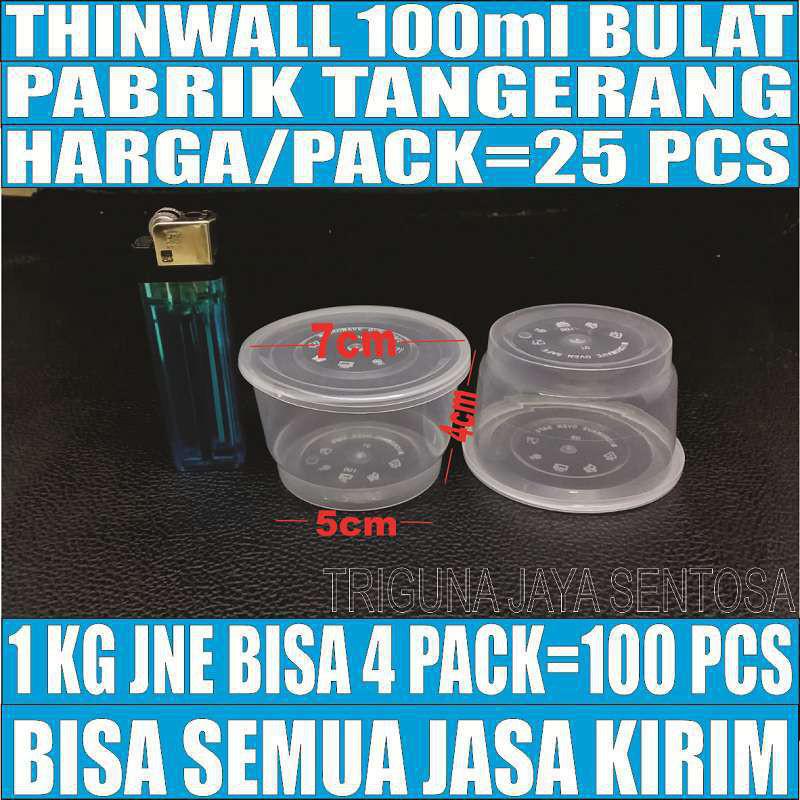 THINWALL 100ml BULAT
PABRIK TANGERANG
HARGA/PACK=25 PCS
7cm
4cm
5cm
TRIGUNA JAYA SENTOSA
1 KG JNE BISA 4 PACK=100 PCS
BISA SEMUA JASA KIRIM